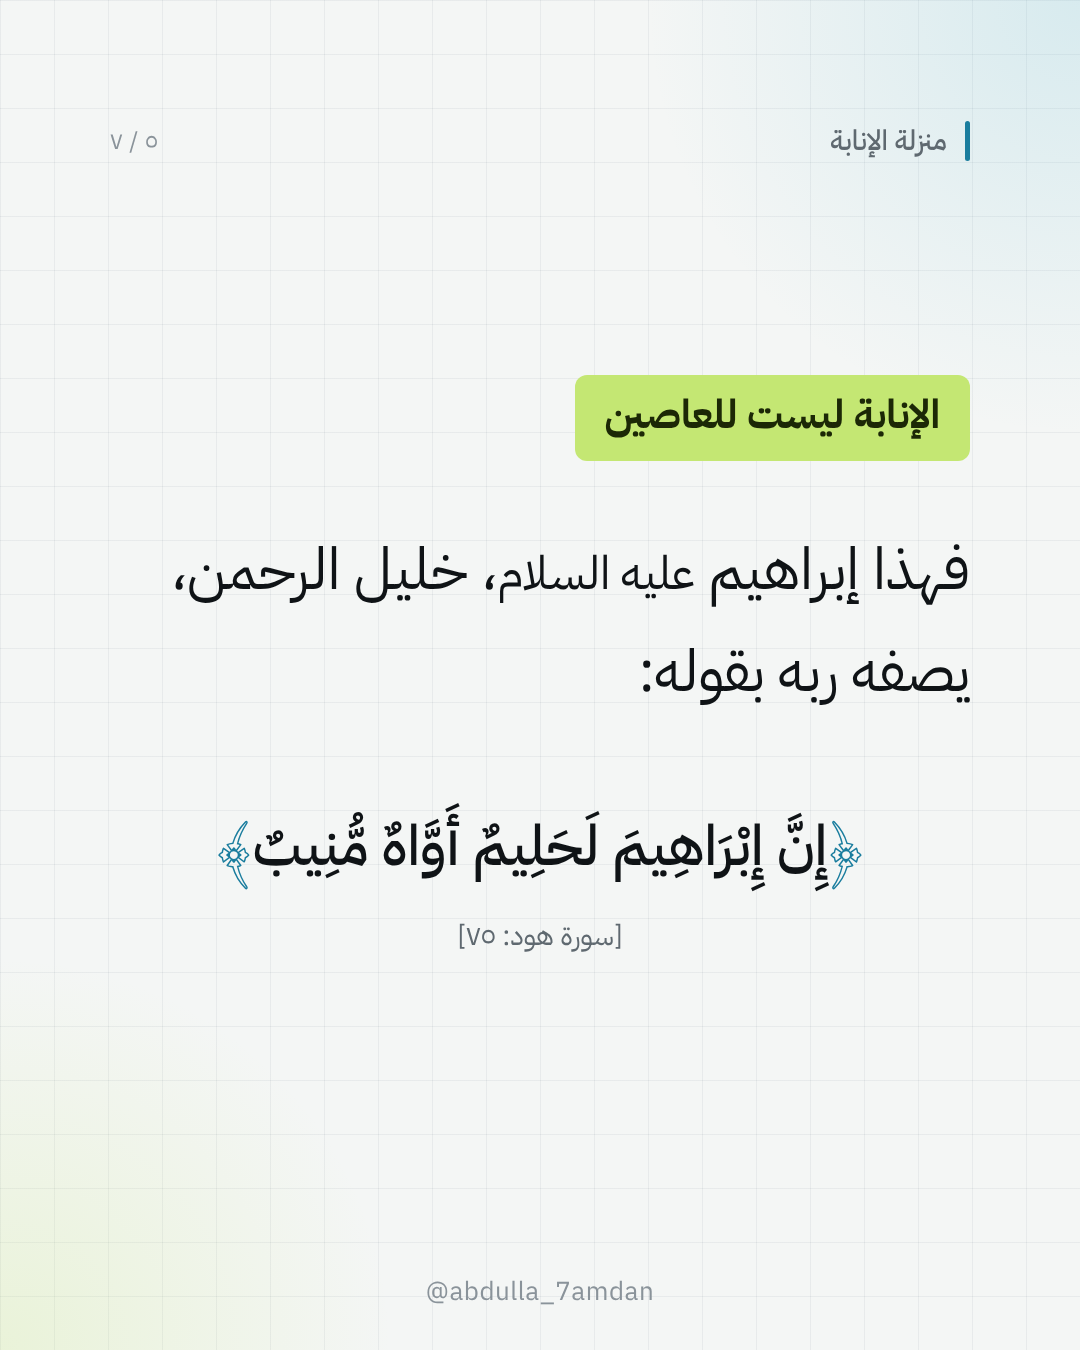 منزلة الإنابة
٥ / ٧
الإنابة ليست للعاصين
فهذا إبراهيم عليه السلام، خليل الرحمن،
يصفه ربه بقوله:
﴿إِنَّ إِبْرَاهِيمَ لَحَلِيمٌ أَوَّاهٌ مُّنِيبٌ﴾
[سورة هود: ٧٥]
@abdulla_7amdan